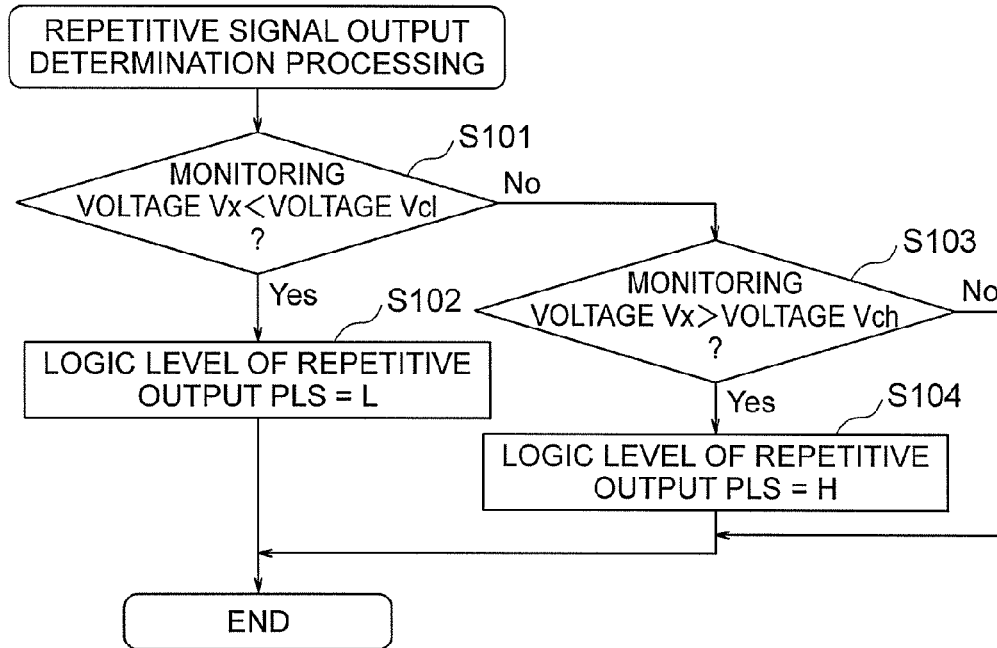 REPETITIVE SIGNAL OUTPUT
DETERMINATION PROCESSING
S101
MONITORING
VOLTAGE Vx<VOLTAGE Vcl
?
No
Yes
S102
LOGIC LEVEL OF REPETITIVE
OUTPUT PLS = L
S103
MONITORING
VOLTAGE Vx>VOLTAGE Vch
?
No
Yes
S104
LOGIC LEVEL OF REPETITIVE
OUTPUT PLS = H
END